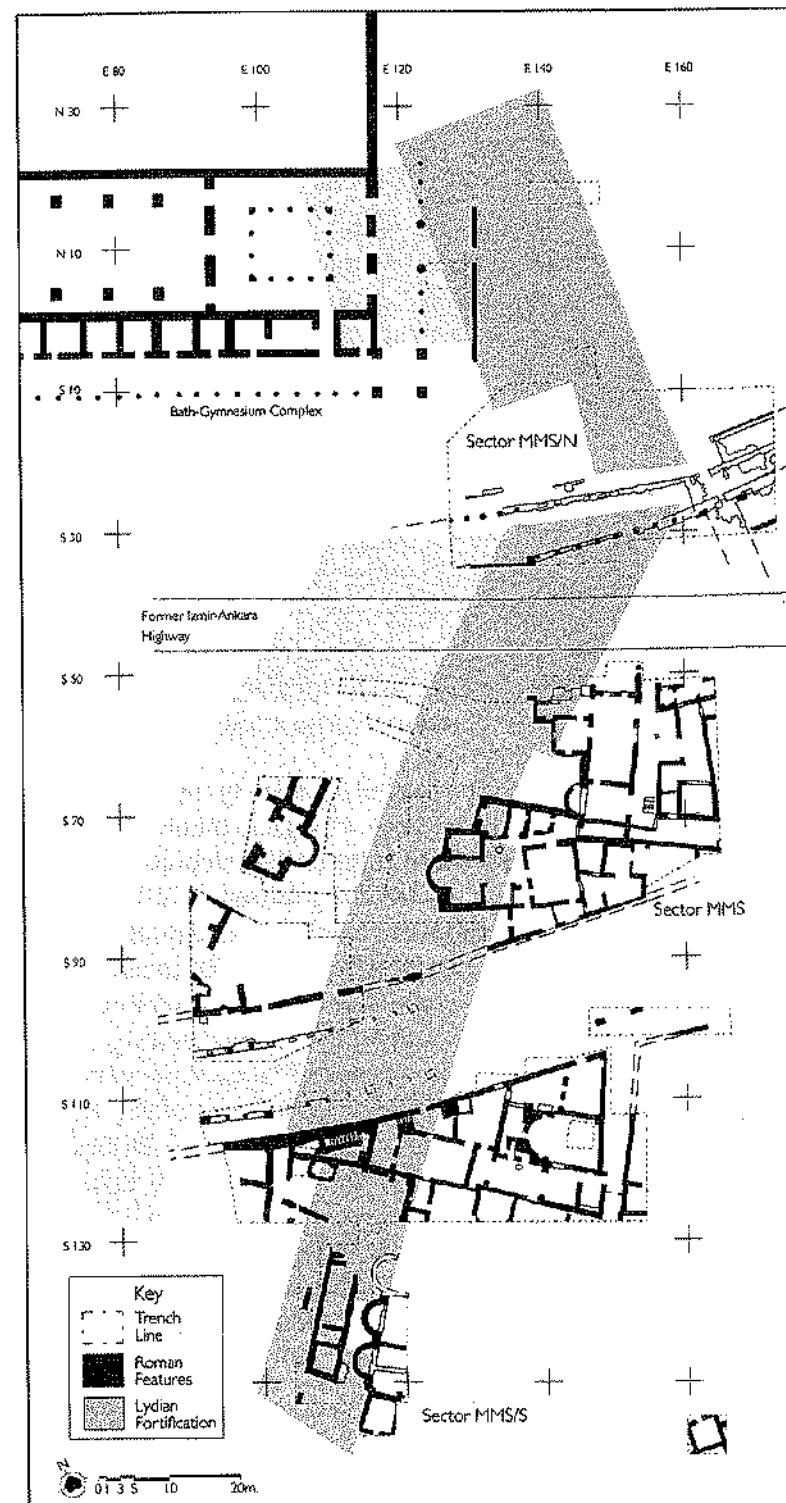 E 80 E 100 E 120 E 140 E 160
N 30
N 10
S 10
Bath-Gymnesium Complex
Sector MMS/N
S 30
Former Izmir-Ankara
Highway
S 50
S 70
Sector MMS
S 90
S 110
S 130
Key
Trench
Line
Roman
Features
Lydian
Fortification
Sector MMS/S
N
0 1 3 5 10 20m.